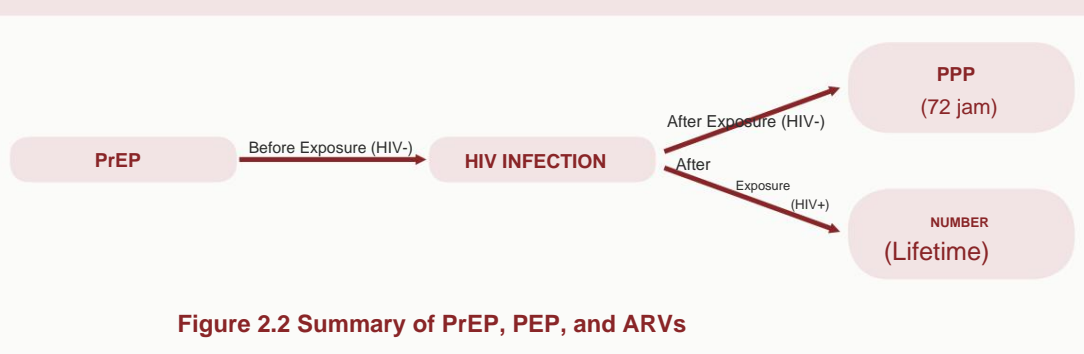 PrEP
Before Exposure (HIV-)
HIV INFECTION
After Exposure (HIV-)
PPP
(72 jam)
After
Exposure
(HIV+)
NUMBER
(Lifetime)
Figure 2.2 Summary of PrEP, PEP, and ARVs